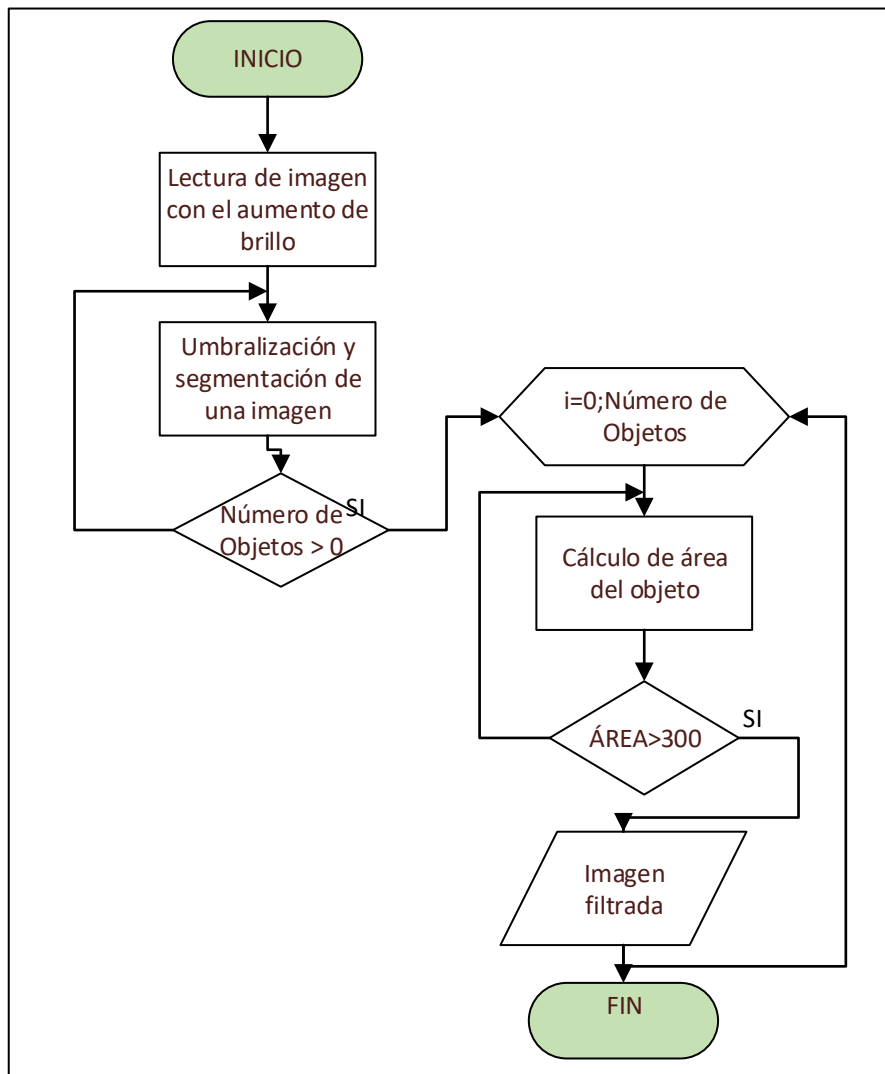 INICIO
Lectura de imagen
con el aumento de
brillo
Umbralización y
segmentación de
una imagen
Número de
Objetos > 0
SI
i=0;Número de
Objetos
Cálculo de área
del objeto
ÁREA>300
SI
Imagen
filtrada
FIN